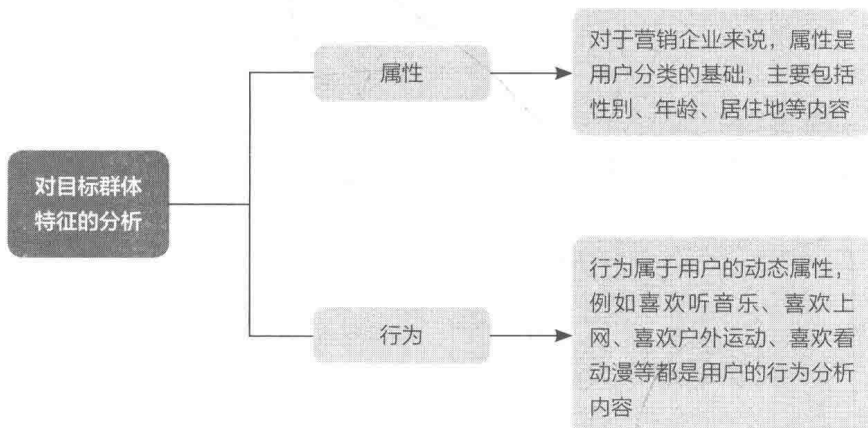 对目标群体
特征的分析
属性
对于营销企业来说，属性是
用户分类的基础，主要包括
性别、年龄、居住地等内容
行为
行为属于用户的动态属性，
例如喜欢听音乐、喜欢上
网、喜欢户外运动、喜欢看
动漫等都是用户的行为分析
内容